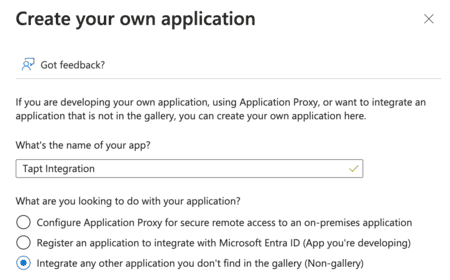 Create your own application
Got feedback?
If you are developing your own application, using Application Proxy, or want to integrate an
application that is not in the gallery, you can create your own application here.
What's the name of your app?
Tapt Integration
What are you looking to do with your application?
Configure Application Proxy for secure remote access to an on-premises application
Register an application to integrate with Microsoft Entra ID (App you're developing)
Integrate any other application you don't find in the gallery (Non-gallery)